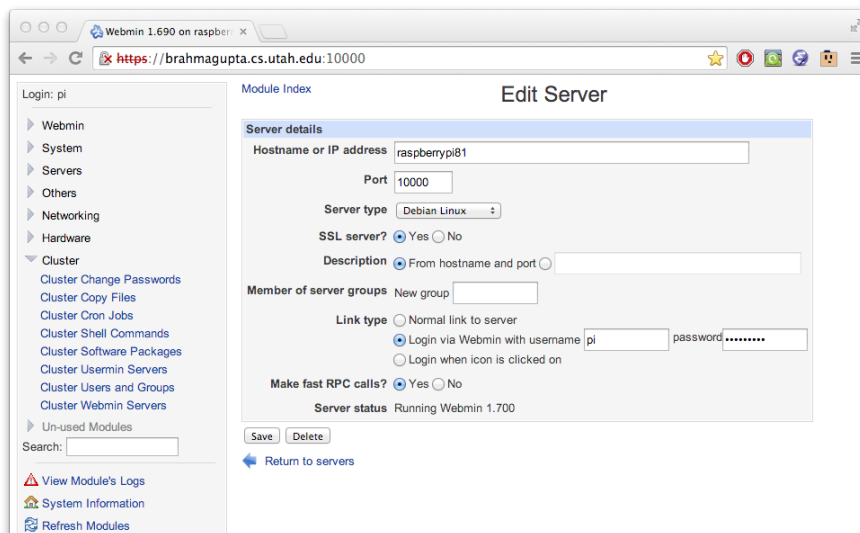 Webmin 1.690 on raspber
https://brahmagupta.cs.utah.edu:10000
Login: pi
Webmin
System
Servers
Others
Networking
Hardware
Cluster
Cluster Change Passwords
Cluster Copy Files
Cluster Cron Jobs
Cluster Shell Commands
Cluster Software Packages
Cluster Usermin Servers
Cluster Users and Groups
Cluster Webmin Servers
Un-used Modules
Search:
View Module's Logs
System Information
Refresh Modules
Module Index
Edit Server
Server details
Hostname or IP address raspberrypi81
Port 10000
Server type Debian Linux
SSL server? Yes No
Description From hostname and port
Member of server groups New group
Link type Normal link to server
Login via Webmin with username pi password •••••••••
Login when icon is clicked on
Make fast RPC calls? Yes No
Server status Running Webmin 1.700
Save Delete
Return to servers